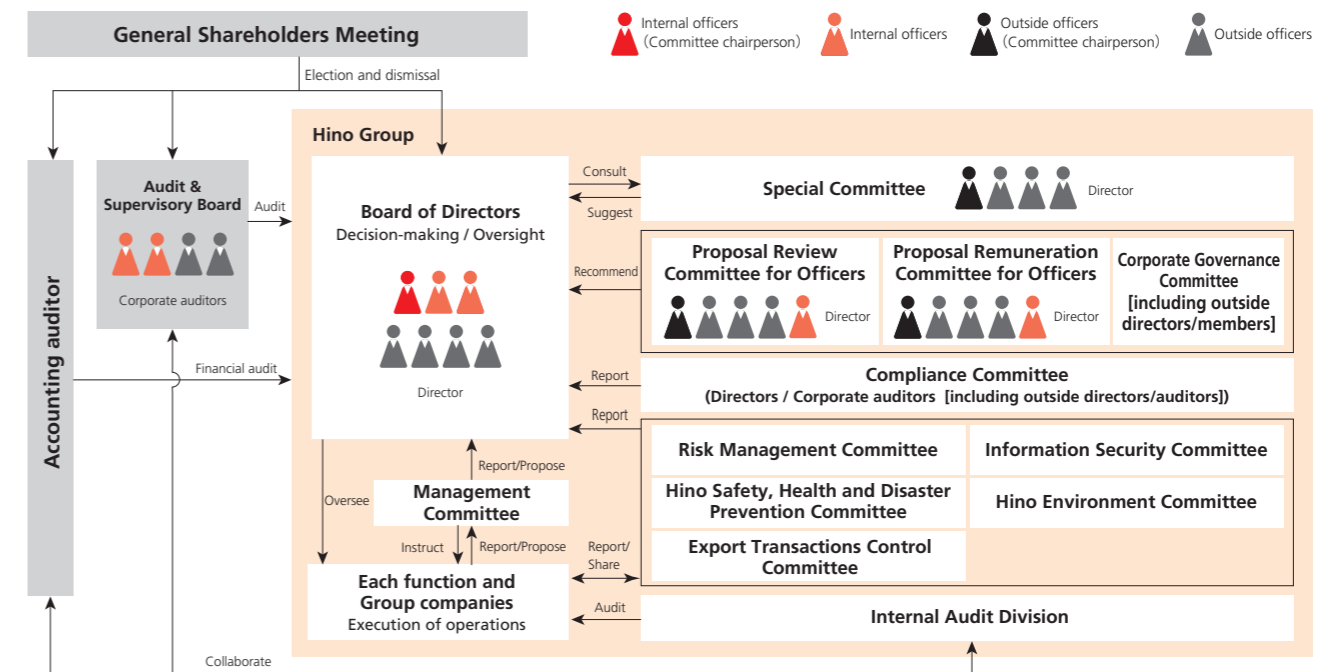 General Shareholders Meeting
Internal officers
(Committee chairperson)
Internal officers
Outside officers
(Committee chairperson)
Outside officers
Election and dismissal
Accounting auditor
Audit &
Supervisory Board
Corporate auditors
Audit
Financial audit
Hino Group
Board of Directors
Decision-making / Oversight
Director
Consult
Suggest
Special Committee
Director
Recommend
Proposal Review
Committee for Officers
Director
Proposal Remuneration
Committee for Officers
Director
Corporate Governance
Committee
[including outside
directors/members]
Report
Compliance Committee
(Directors / Corporate auditors [including outside directors/auditors])
Report
Risk Management Committee
Information Security Committee
Hino Safety, Health and Disaster
Prevention Committee
Hino Environment Committee
Export Transactions Control
Committee
Report/Propose
Oversee
Management
Committee
Instruct
Report/Propose
Report/
Share
Each function and
Group companies
Execution of operations
Audit
Internal Audit Division
Collaborate